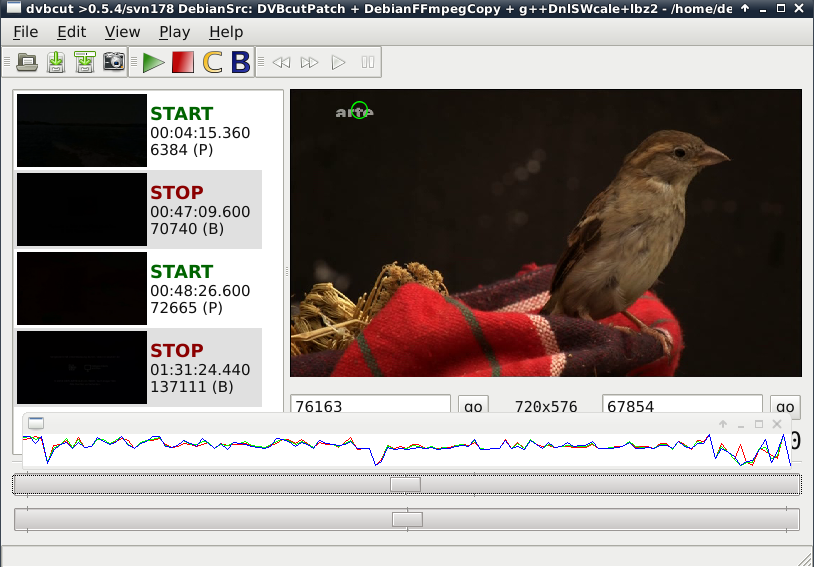 dvbcut >0.5.4/svn178 DebianSrc: DVBcutPatch + DebianFFmpegCopy + g++DnlSWcale+lbz2 - /home/de
File Edit View Play Help
C B
START
00:04:15.360
6384 (P)
STOP
00:47:09.600
70740 (B)
START
00:48:26.600
72665 (P)
STOP
01:31:24.440
137111 (B)
arte
76163 go 720x576 67854 go
0